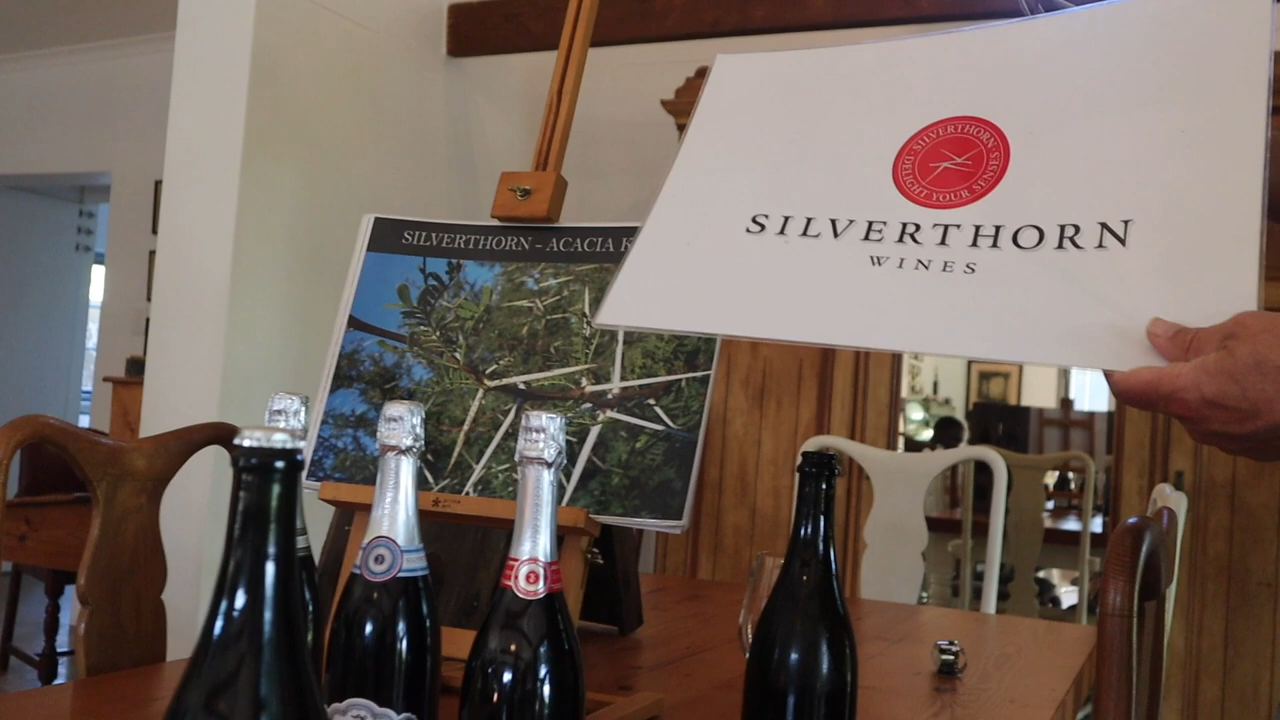 SILVERTHORN
DELIGHT YOUR SENSES
SILVERTHORN
WINES
SILVERTHORN - ACACIA K